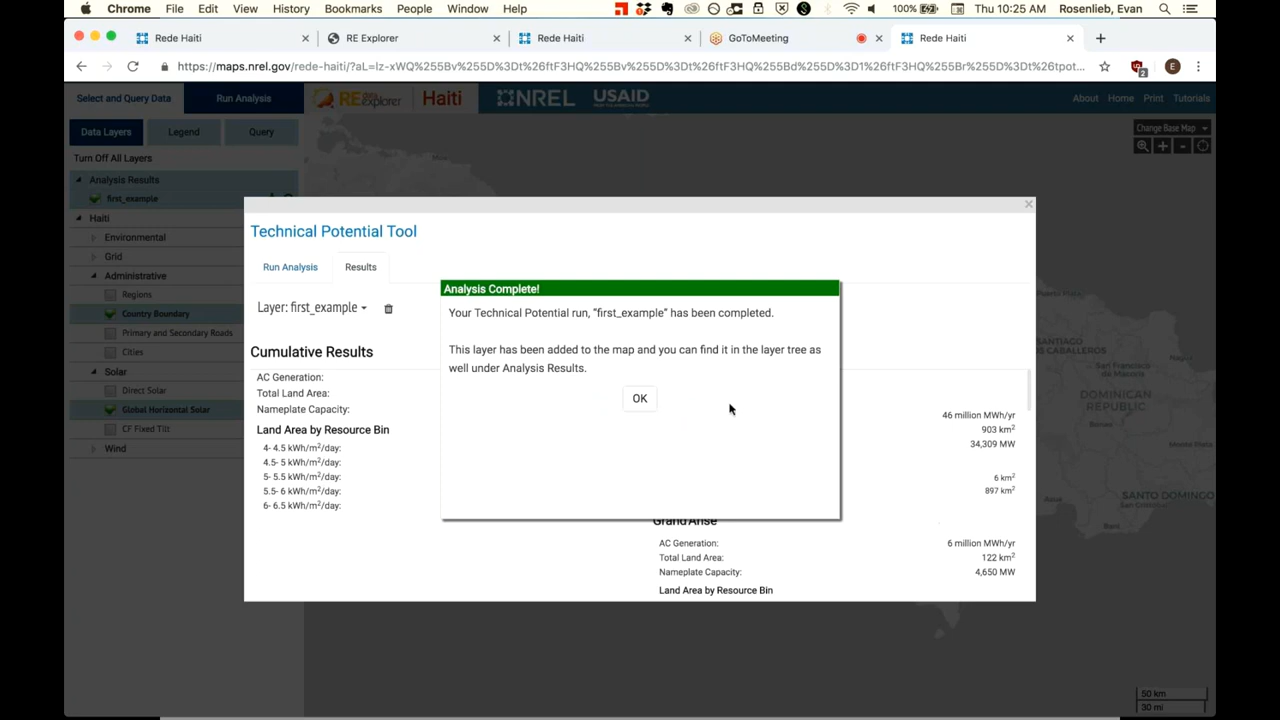 Chrome File Edit View History Bookmarks People Window Help 100% Thu 10:25 AM Rosenlieb, Evan
Rede Haiti × RE Explorer × Rede Haiti × GoToMeeting × Rede Haiti × +
https://maps.nrel.gov/rede-haiti/?aL=Iz-xWQ%255Bv%255D%3Dt%26ftF3HQ%255Bv%255D%3Dt%26ftF3HQ%255Bd%255D%3D1%26ftF3HQ%255Br%255D%3Dt%26tpot...
Select and Query Data Run Analysis RE Data Explorer Haiti NREL USAID About Home Print Tutorials
Data Layers Legend Query
Change Base Map
Turn Off All Layers
Analysis Results
first_example
Haiti
Environmental
Grid
Administrative
Regions
Country Boundary
Primary and Secondary Roads
Cities
Solar
Direct Solar
Global Horizontal Solar
CF Fixed Tilt
Wind
Technical Potential Tool
Run Analysis Results
Layer: first_example
Cumulative Results
AC Generation:
Total Land Area:
Nameplate Capacity:
Land Area by Resource Bin
4- 4.5 kWh/m²/day:
4.5- 5 kWh/m²/day:
5- 5.5 kWh/m²/day:
5.5- 6 kWh/m²/day:
6- 6.5 kWh/m²/day:
Analysis Complete!
Your Technical Potential run, "first_example" has been completed.
This layer has been added to the map and you can find it in the layer tree as
well under Analysis Results.
OK
46 million MWh/yr
903 km²
34,309 MW
6 km²
897 km²
Grand'Anse
AC Generation: 6 million MWh/yr
Total Land Area: 122 km²
Nameplate Capacity: 4,650 MW
Land Area by Resource Bin
Puerto Plata
SANTIAGO
DOMINICAN
REPUBLIC
SANTO DOMINGO
50 km
30 mi